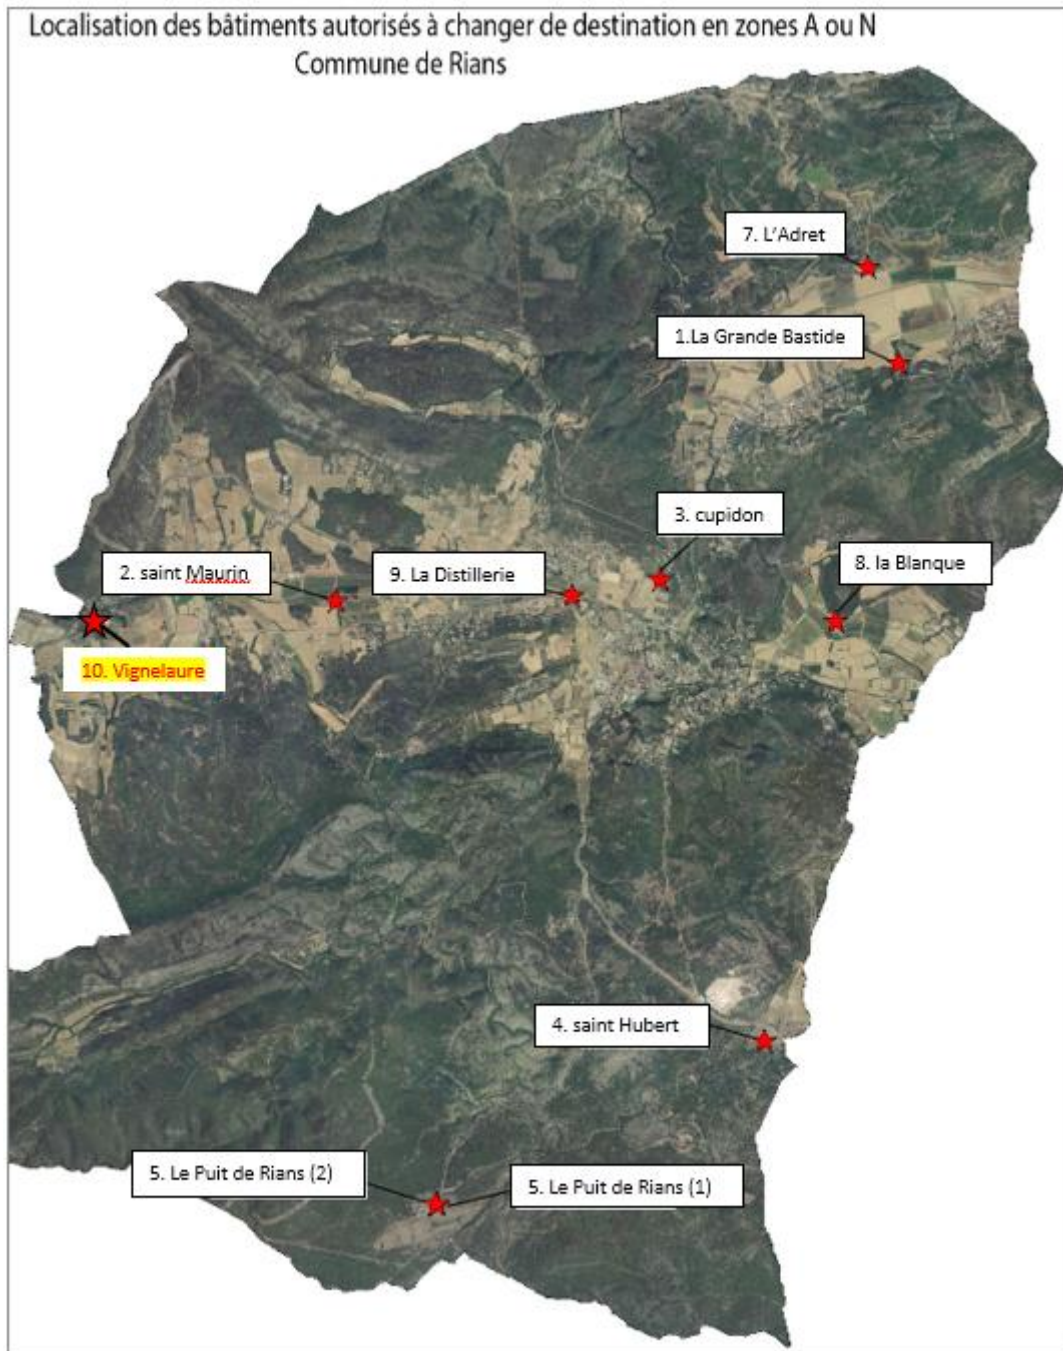 Localisation des bâtiments autorisés à changer de destination en zones A ou N
Commune de Rians
7. L'Adret
1.La Grande Bastide
3. cupidon
2. saint Maurin
9. La Distillerie
8. la Blanque
10. Vignelaure
4. saint Hubert
5. Le Puit de Rians (2)
5. Le Puit de Rians (1)